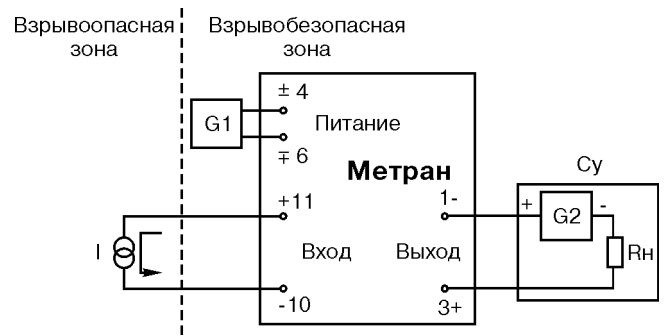 Взрывоопасная
зона
Взрывобезопасная
зона
± 4
G1
Питание
∓ 6
Метран
Су
+11
1-
+
G2
-
I
Вход
Выход
Rн
-10
3+